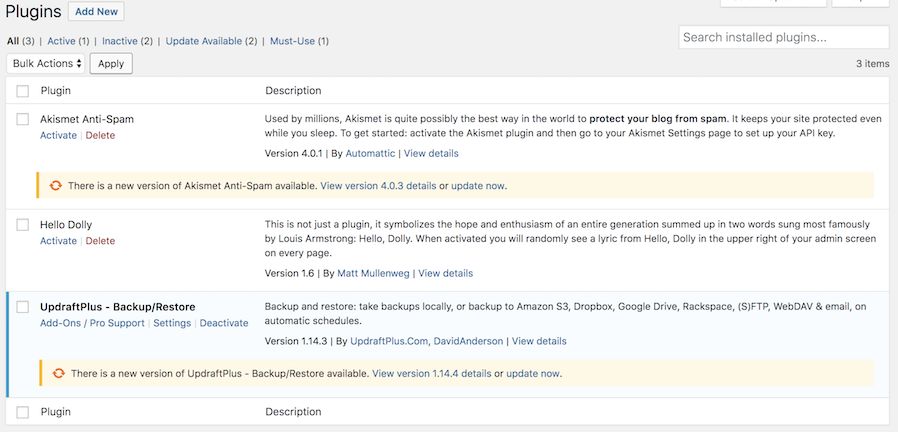 Plugins Add New
All (3) | Active (1) | Inactive (2) | Update Available (2) | Must-Use (1)
Search installed plugins...
Bulk Actions Apply
3 items
Plugin Description
Akismet Anti-Spam
Activate | Delete
Used by millions, Akismet is quite possibly the best way in the world to protect your blog from spam. It keeps your site protected even
while you sleep. To get started: activate the Akismet plugin and then go to your Akismet Settings page to set up your API key.
Version 4.0.1 | By Automattic | View details
There is a new version of Akismet Anti-Spam available. View version 4.0.3 details or update now.
Hello Dolly
Activate | Delete
This is not just a plugin, it symbolizes the hope and enthusiasm of an entire generation summed up in two words sung most famously
by Louis Armstrong: Hello, Dolly. When activated you will randomly see a lyric from Hello, Dolly in the upper right of your admin screen
on every page.
Version 1.6 | By Matt Mullenweg | View details
UpdraftPlus - Backup/Restore
Add-Ons / Pro Support | Settings | Deactivate
Backup and restore: take backups locally, or backup to Amazon S3, Dropbox, Google Drive, Rackspace, (S)FTP, WebDAV & email, on
automatic schedules.
Version 1.14.3 | By UpdraftPlus.Com, DavidAnderson | View details
There is a new version of UpdraftPlus - Backup/Restore available. View version 1.14.4 details or update now.
Plugin Description